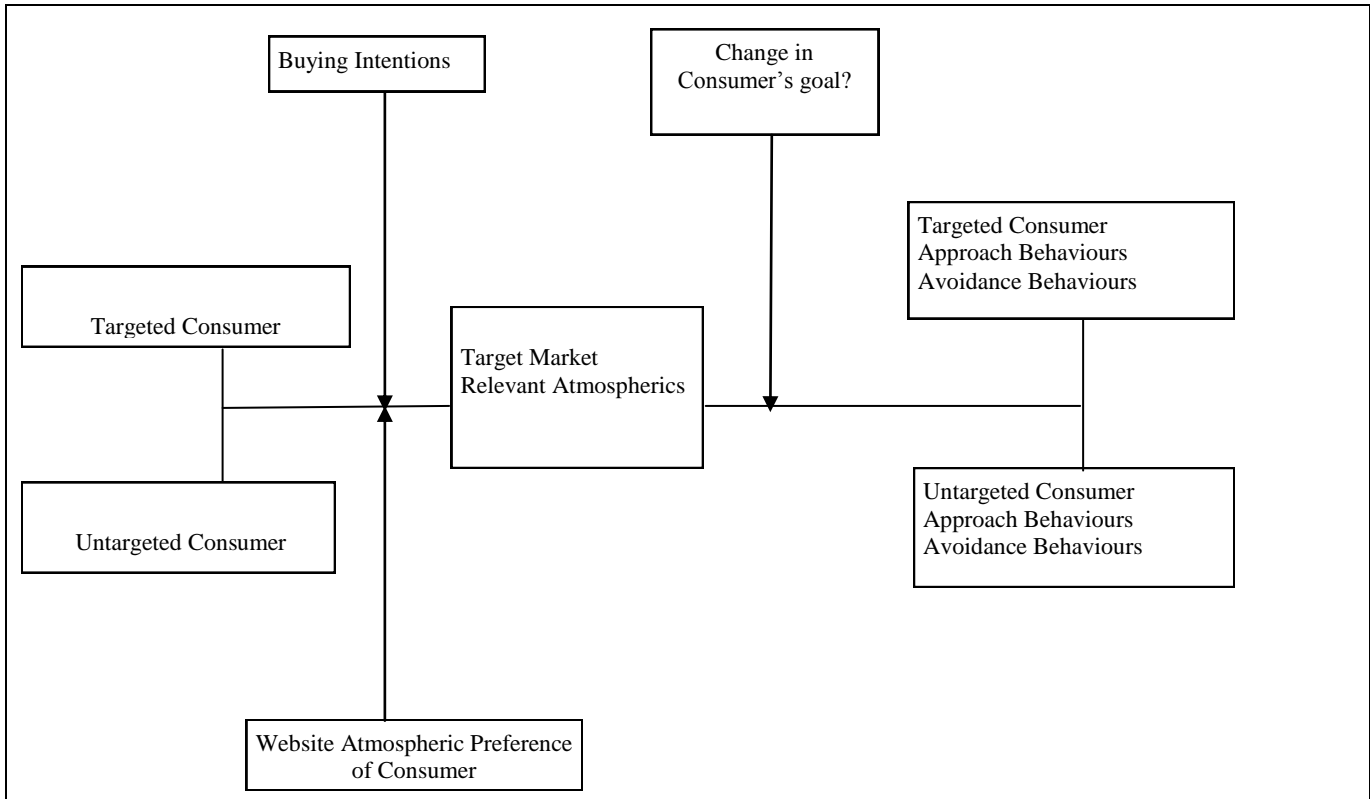 Buying Intentions
Change in
Consumer’s goal?
Targeted Consumer
Approach Behaviours
Avoidance Behaviours
Targeted Consumer
Target Market
Relevant Atmospherics
Untargeted Consumer
Untargeted Consumer
Approach Behaviours
Avoidance Behaviours
Website Atmospheric Preference
of Consumer